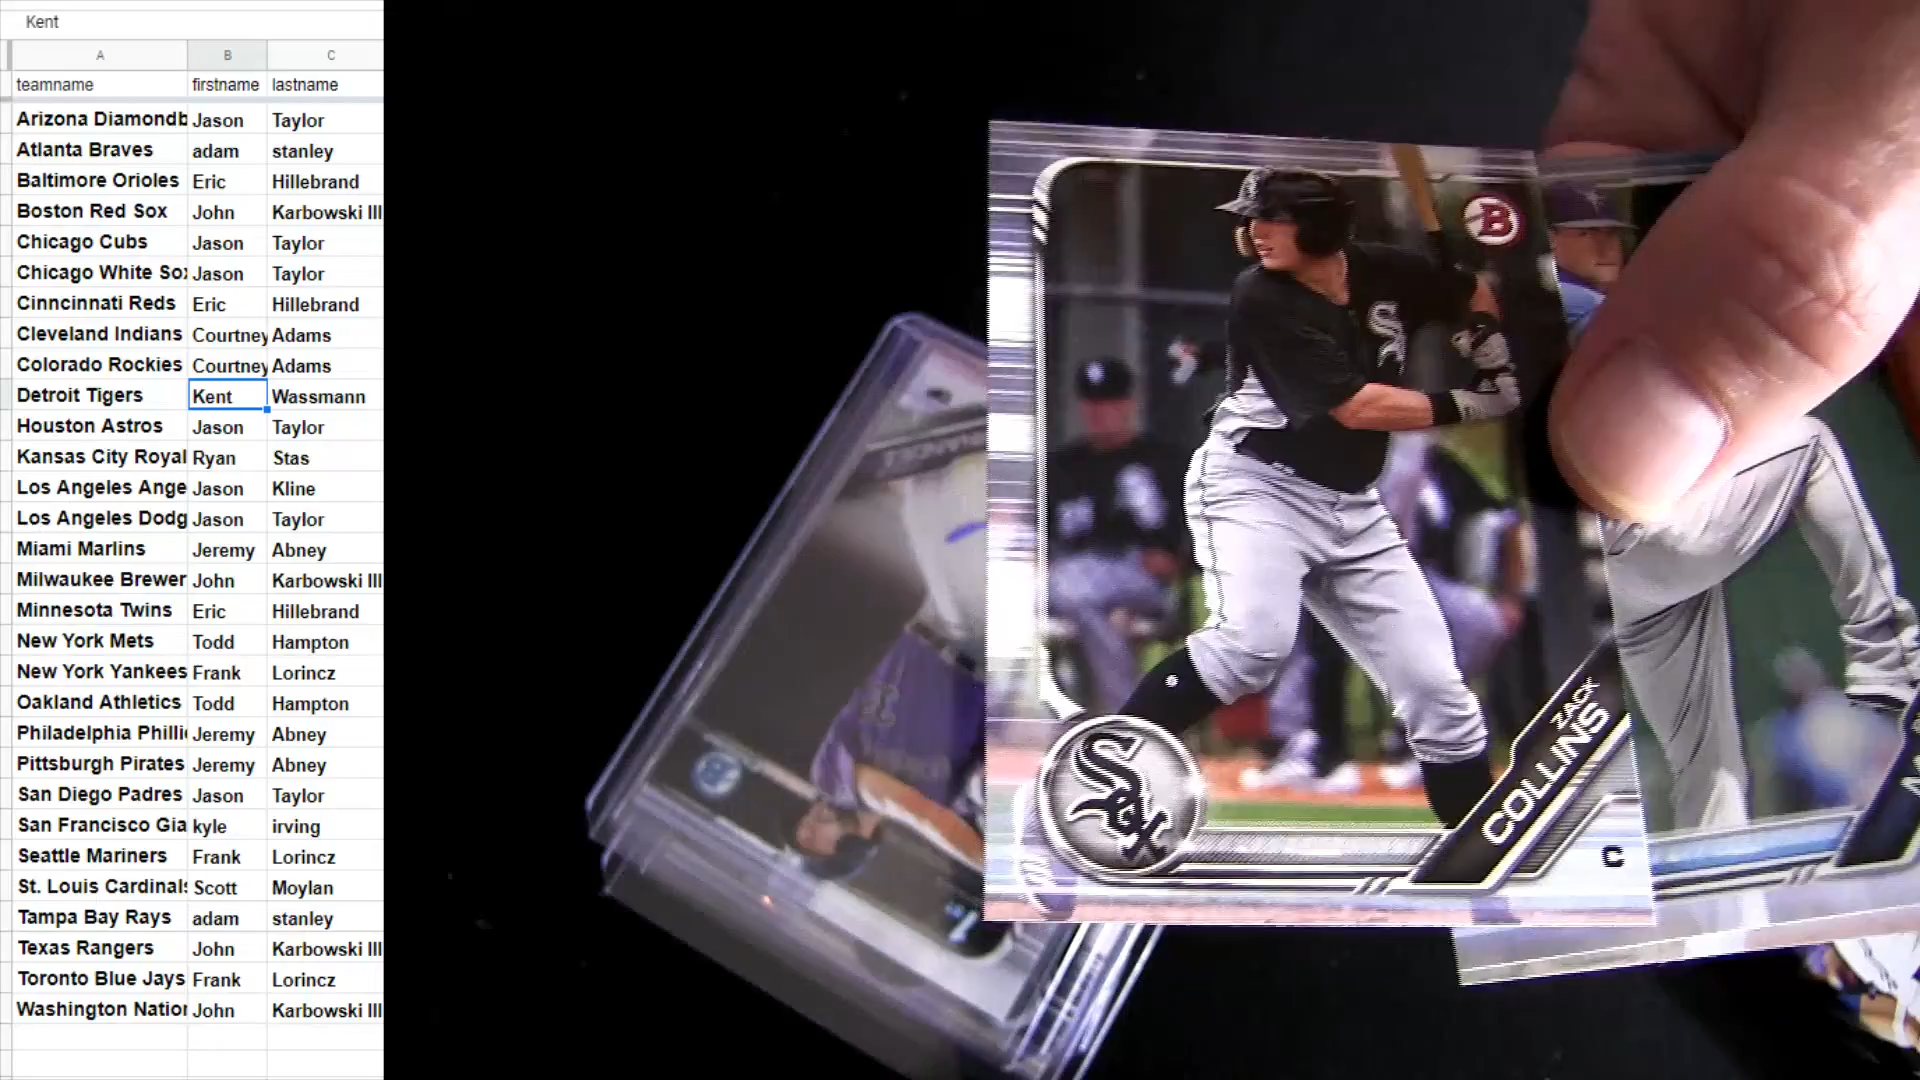 Kent
A B C
teamname firstname lastname
Arizona Diamondb Jason Taylor
Atlanta Braves adam stanley
Baltimore Orioles Eric Hillebrand
Boston Red Sox John Karbowski III
Chicago Cubs Jason Taylor
Chicago White Sox Jason Taylor
Cinncinnati Reds Eric Hillebrand
Cleveland Indians Courtney Adams
Colorado Rockies Courtney Adams
Detroit Tigers Kent Wassmann
Houston Astros Jason Taylor
Kansas City Royal Ryan Stas
Los Angeles Ange Jason Kline
Los Angeles Dodg Jason Taylor
Miami Marlins Jeremy Abney
Milwaukee Brewer John Karbowski III
Minnesota Twins Eric Hillebrand
New York Mets Todd Hampton
New York Yankees Frank Lorincz
Oakland Athletics Todd Hampton
Philadelphia Philli Jeremy Abney
Pittsburgh Pirates Jeremy Abney
San Diego Padres Jason Taylor
San Francisco Gia kyle irving
Seattle Mariners Frank Lorincz
St. Louis Cardinals Scott Moylan
Tampa Bay Rays adam stanley
Texas Rangers John Karbowski III
Toronto Blue Jays Frank Lorincz
Washington Nation John Karbowski III
B
Sox
ZACK
COLLINS
C
Sox